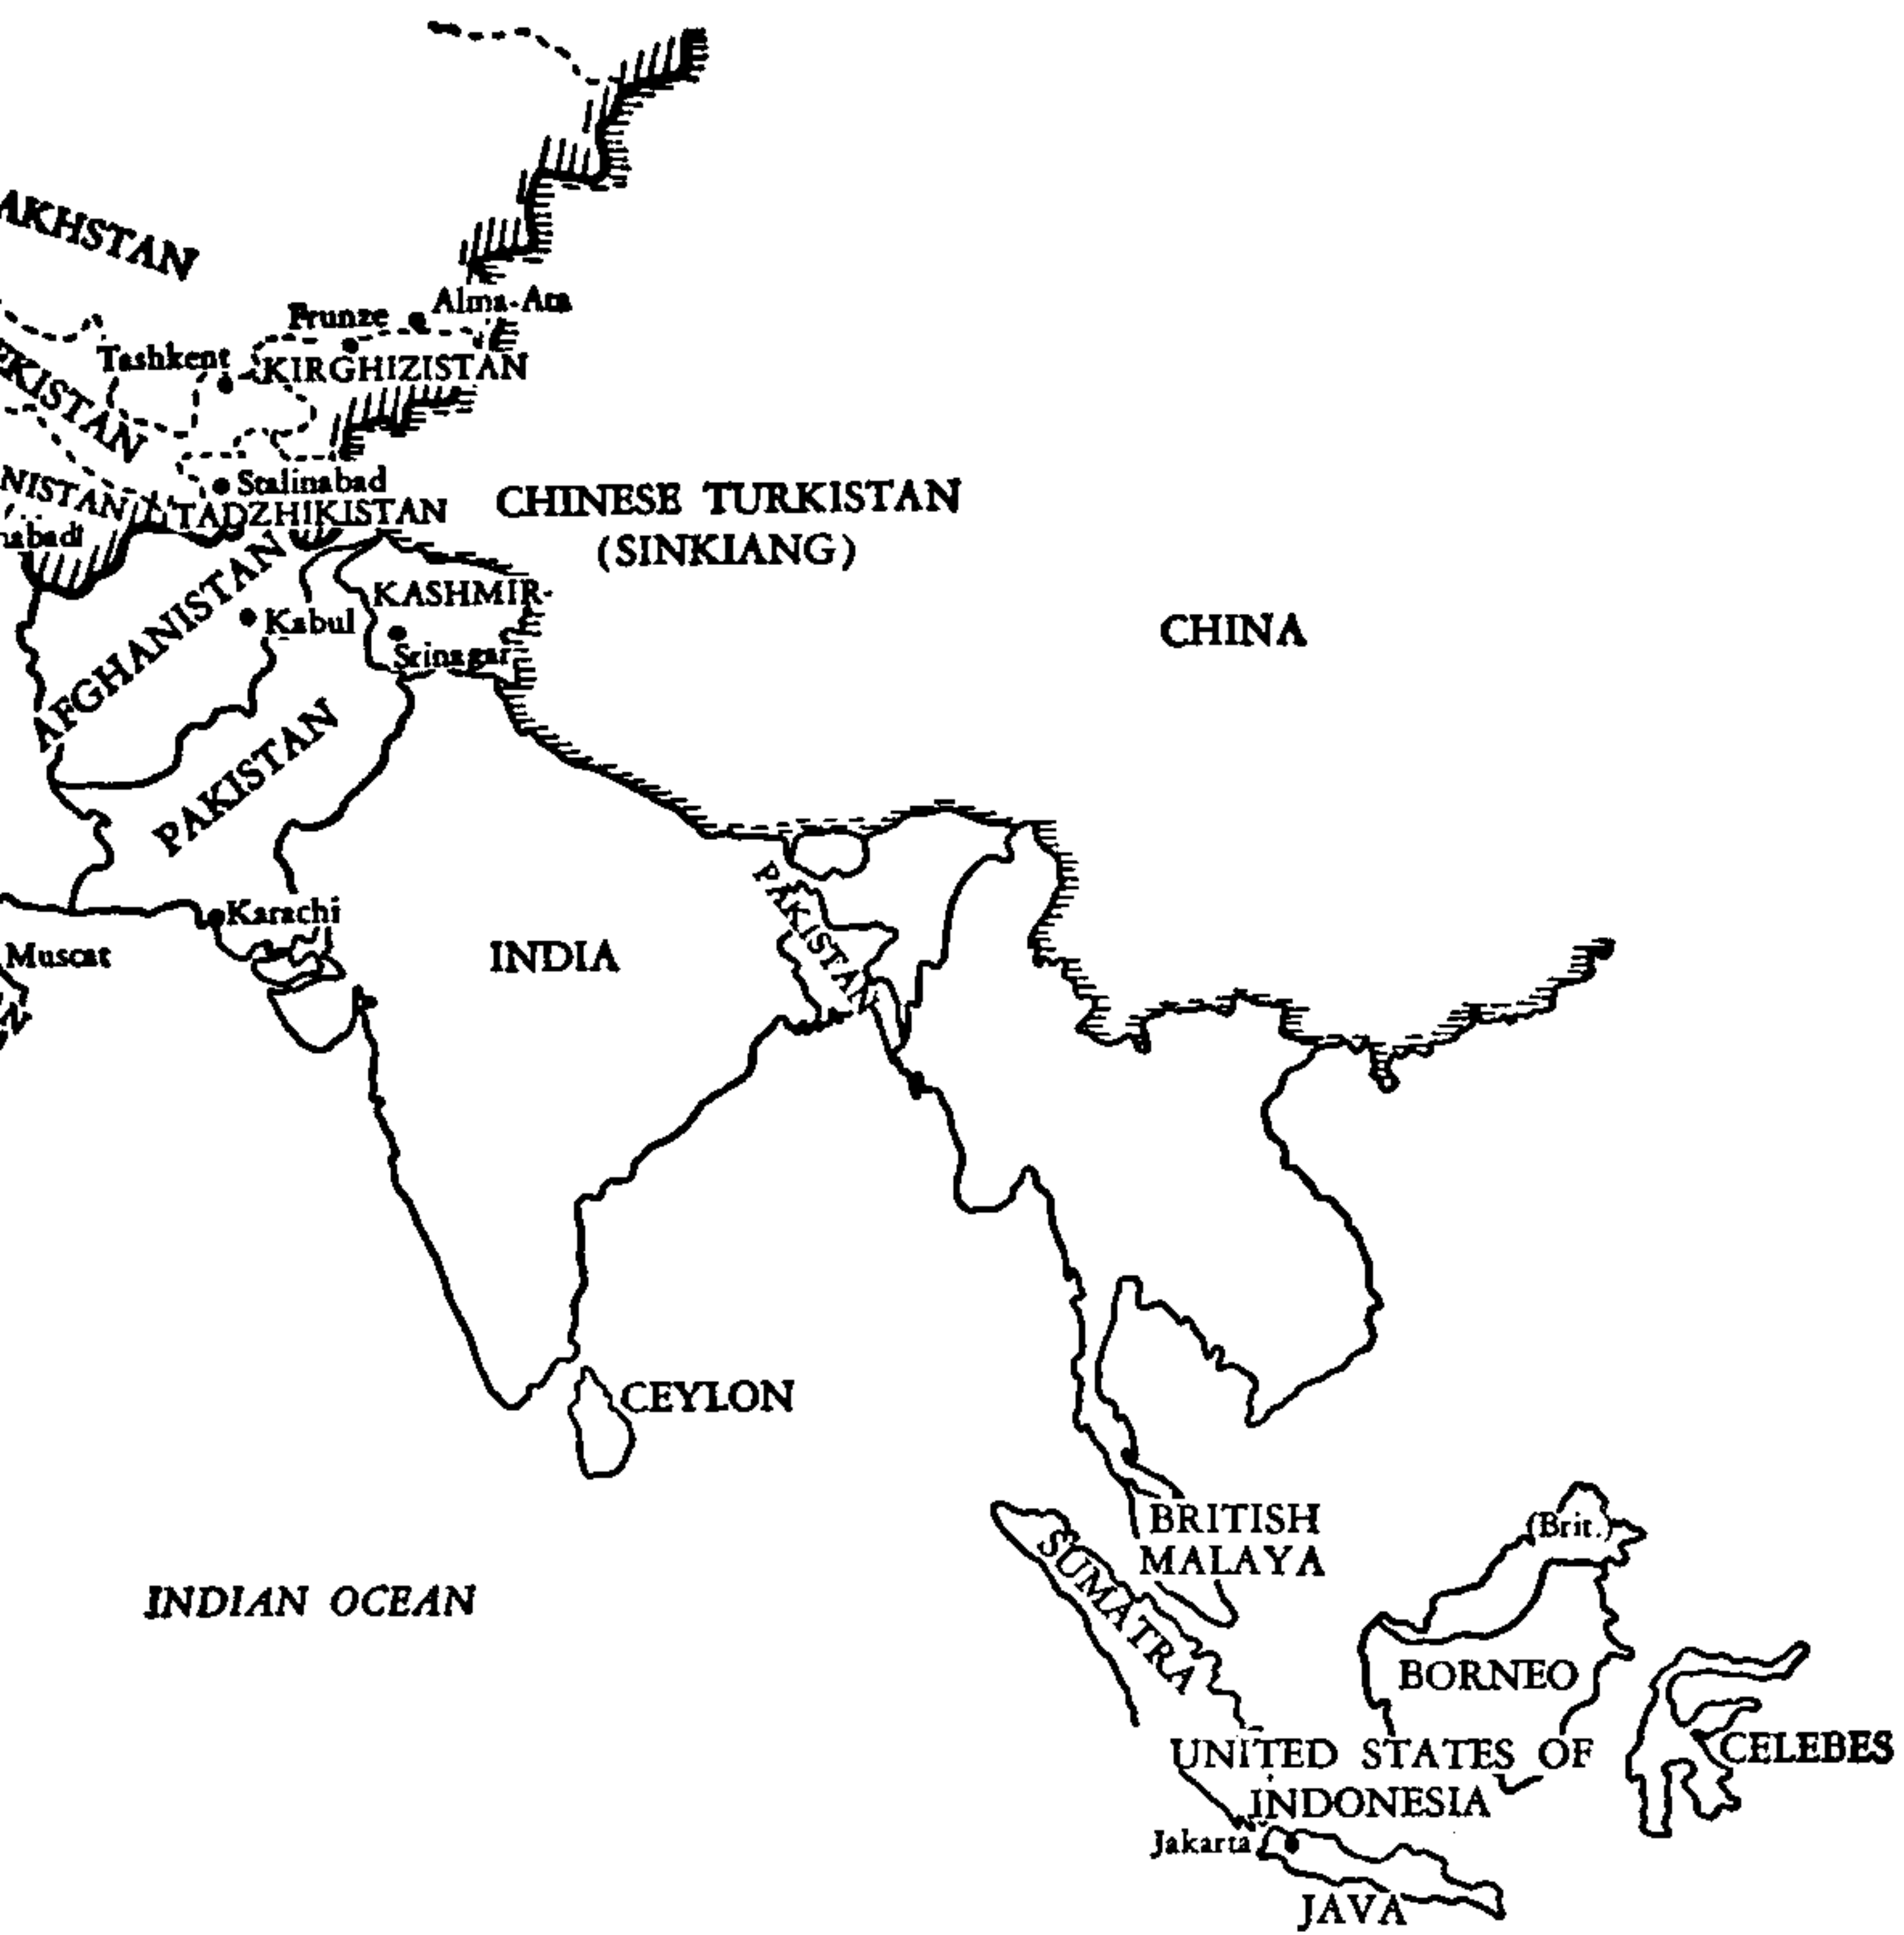 AKHSTAN
Frunze
Alma-Ata
Tashkent
KIRGHIZISTAN
KISTAN
Stalinabad
NISTAN
TADZHIKISTAN
abad
CHINESE TURKISTAN
(SINKIANG)
AFGHANISTAN
KASHMIR
Kabul
CHINA
Srinagar
PAKISTAN
PAKISTAN
Karachi
Muscat
INDIA
CEYLON
BRITISH
MALAYA
(Brit.)
SUMATRA
INDIAN OCEAN
BORNEO
CELEBES
UNITED STATES OF
INDONESIA
Jakarta
JAVA